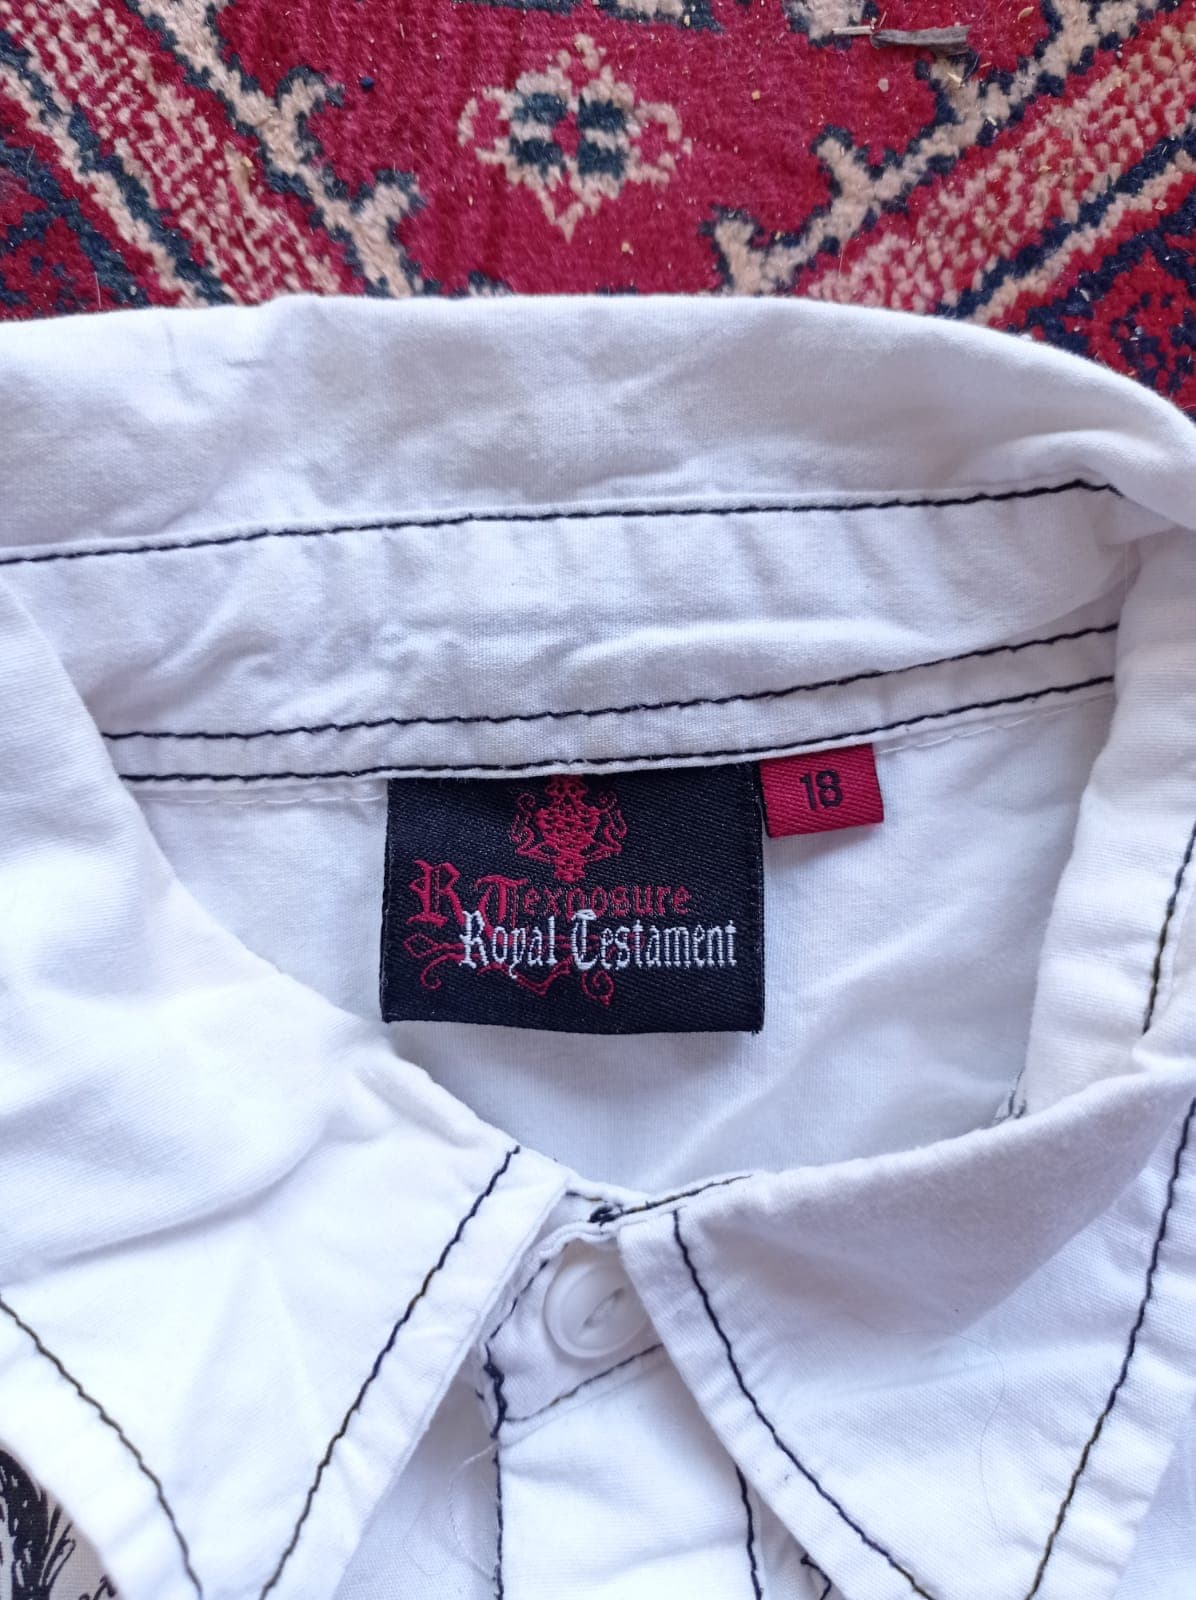 18
RT exposure
Royal Testament